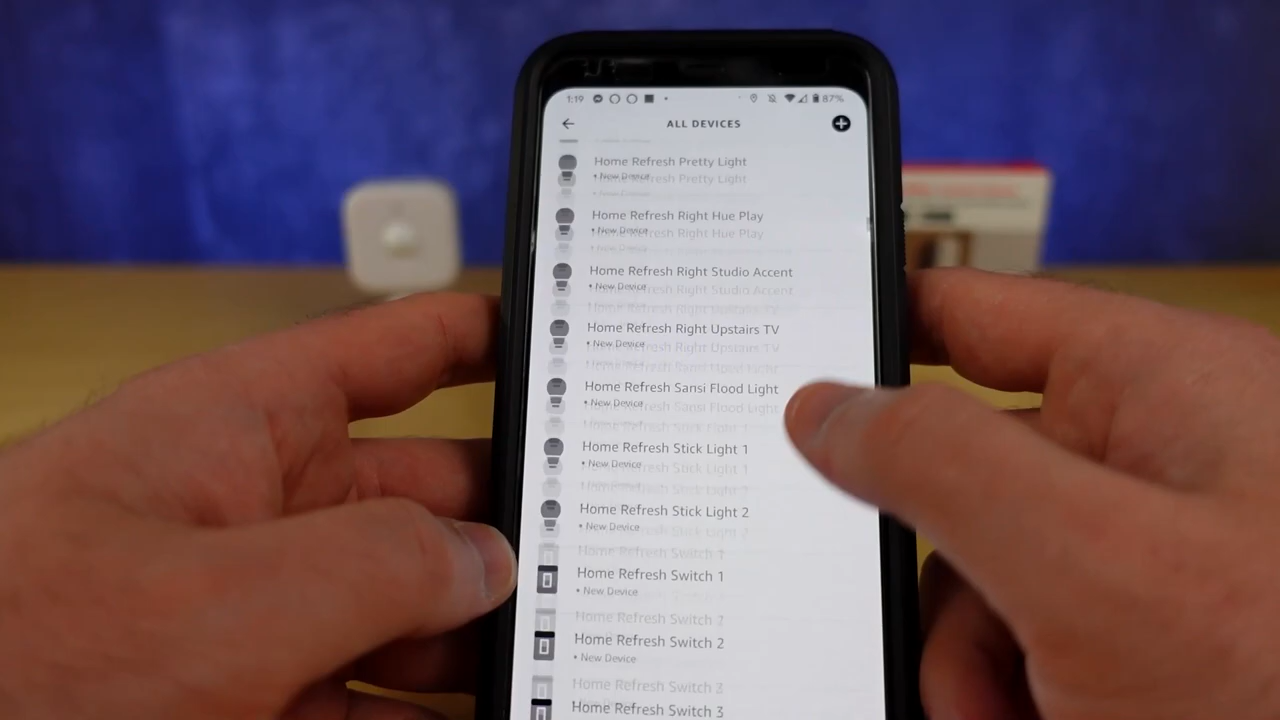 1:19
87%
ALL DEVICES
Home Refresh Pretty Light
• New Device
Home Refresh Right Hue Play
• New Device
Home Refresh Right Studio Accent
• New Device
Home Refresh Right Upstairs TV
• New Device
Home Refresh Sansi Flood Light
• New Device
Home Refresh Stick Light 1
• New Device
Home Refresh Stick Light 2
• New Device
Home Refresh Switch 1
• New Device
Home Refresh Switch 2
• New Device
Home Refresh Switch 3